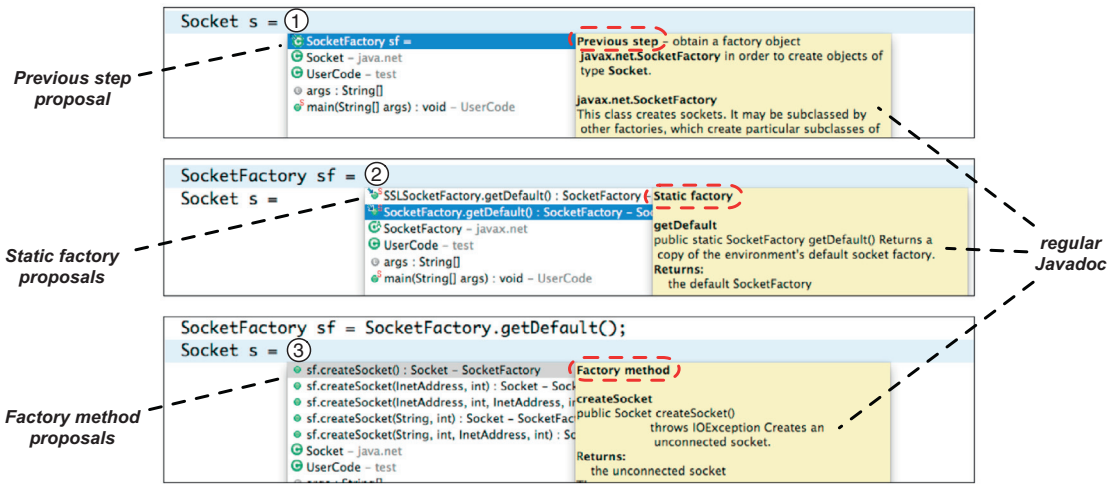 Socket s = ①
SocketFactory sf =
Socket – java.net
UserCode – test
args : String[]
main(String[] args) : void – UserCode
Previous step – obtain a factory object
javax.net.SocketFactory in order to create objects of
type Socket.
javax.net.SocketFactory
This class creates sockets. It may be subclassed by
other factories, which create particular subclasses of
Previous step
proposal
SocketFactory sf = ②
Socket s =
SSLSocketFactory.getDefault() : SocketFactory
SocketFactory.getDefault() : SocketFactory – So
SocketFactory – javax.net
UserCode – test
args : String[]
main(String[] args) : void – UserCode
Static factory
getDefault
public static SocketFactory getDefault() Returns a
copy of the environment's default socket factory.
Returns:
the default SocketFactory
Static factory
proposals
regular
Javadoc
SocketFactory sf = SocketFactory.getDefault();
Socket s = ③
sf.createSocket() : Socket – SocketFactory
sf.createSocket(InetAddress, int) : Socket – Sock
sf.createSocket(InetAddress, int, InetAddress, in
sf.createSocket(String, int) : Socket – SocketFac
sf.createSocket(String, int, InetAddress, int) : So
Socket – java.net
UserCode – test
Factory method
createSocket
public Socket createSocket()
throws IOException Creates an
unconnected socket.
Returns:
the unconnected socket
Factory method
proposals